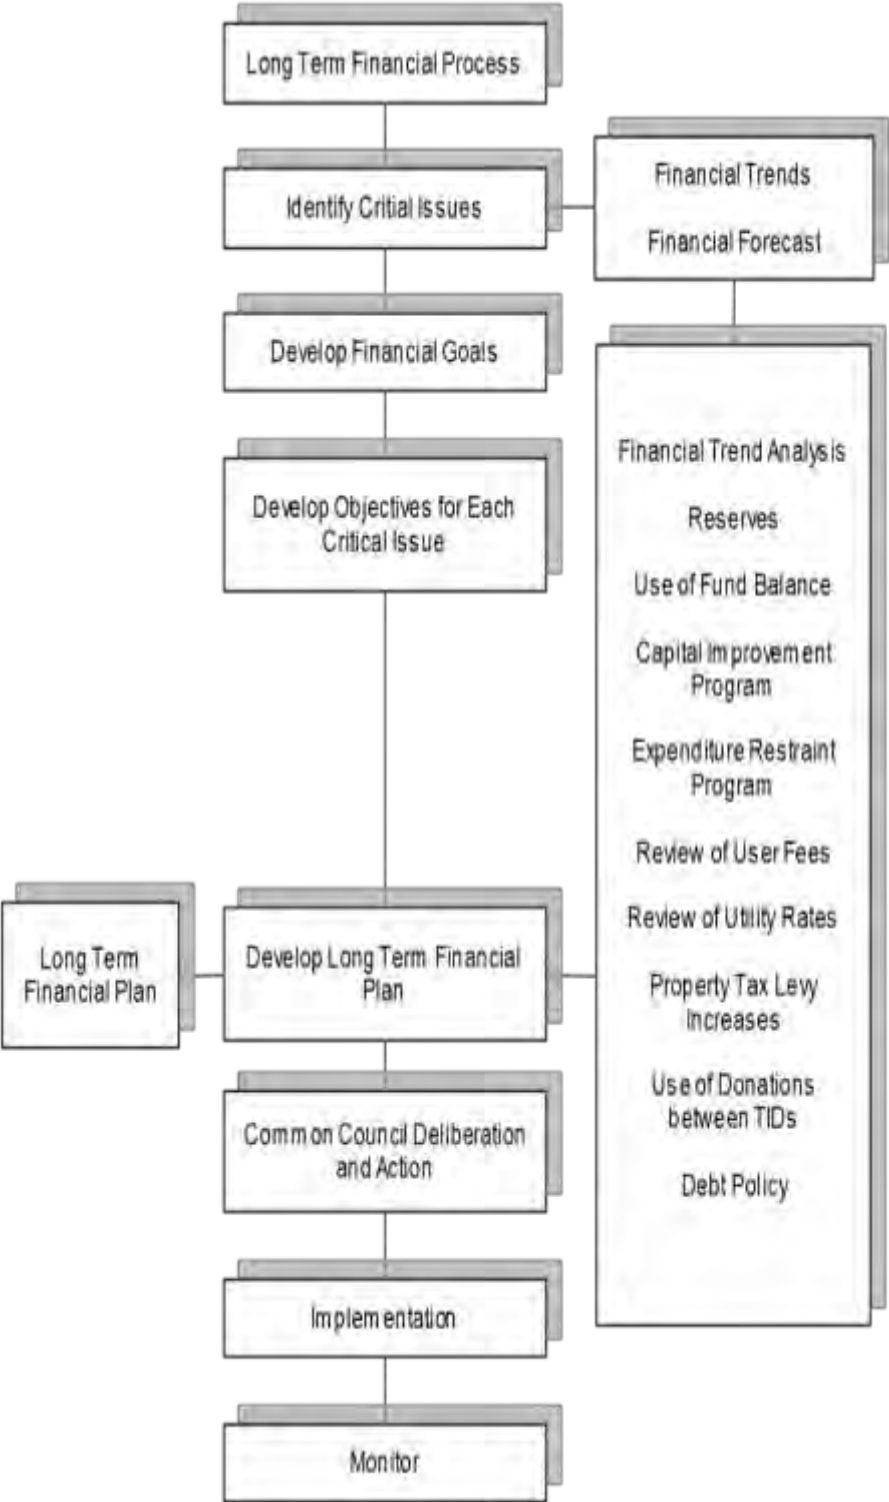 Long Term Financial Process
Identify Critial Issues
Financial Trends
Financial Forecast
Develop Financial Goals
Develop Objectives for Each
Critical Issue
Financial Trend Analysis
Reserves
Use of Fund Balance
Capital Improvement
Program
Expenditure Restraint
Program
Review of User Fees
Review of Utility Rates
Property Tax Levy
Increases
Use of Donations
between TIDs
Debt Policy
Long Term
Financial Plan
Develop Long Term Financial
Plan
Common Council Deliberation
and Action
Implementation
Monitor